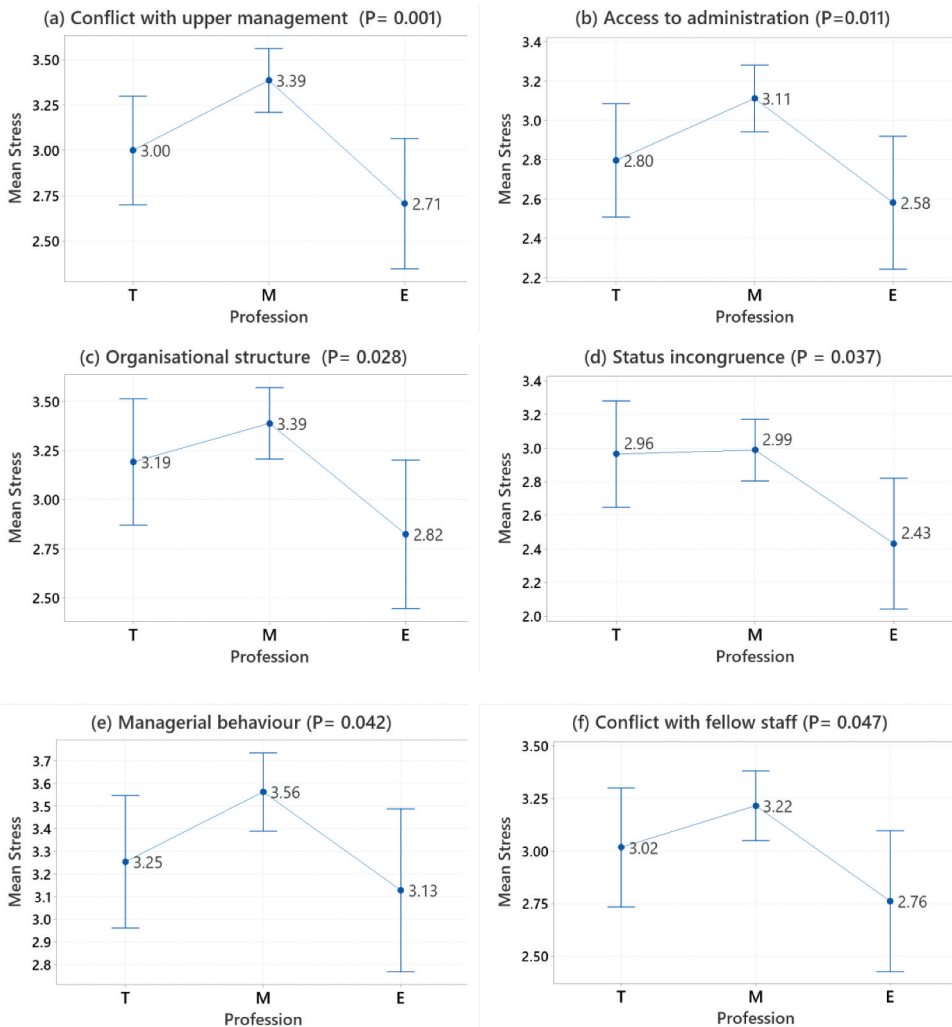 (a) Conflict with upper management (P= 0.001)
Mean Stress
3.50
3.25
3.00
2.75
2.50
3.00
3.39
2.71
T M E
Profession
(b) Access to administration (P=0.011)
Mean Stress
3.4
3.2
3.0
2.8
2.6
2.4
2.2
2.80
3.11
2.58
T M E
Profession
(c) Organisational structure (P= 0.028)
Mean Stress
3.50
3.25
3.00
2.75
2.50
3.19
3.39
2.82
T M E
Profession
(d) Status incongruence (P = 0.037)
Mean Stress
3.4
3.2
3.0
2.8
2.6
2.4
2.2
2.0
2.96
2.99
2.43
T M E
Profession
(e) Managerial behaviour (P= 0.042)
Mean Stress
3.7
3.6
3.5
3.4
3.3
3.2
3.1
3.0
2.9
2.8
3.25
3.56
3.13
T M E
Profession
(f) Conflict with fellow staff (P= 0.047)
Mean Stress
3.50
3.25
3.00
2.75
2.50
3.02
3.22
2.76
T M E
Profession